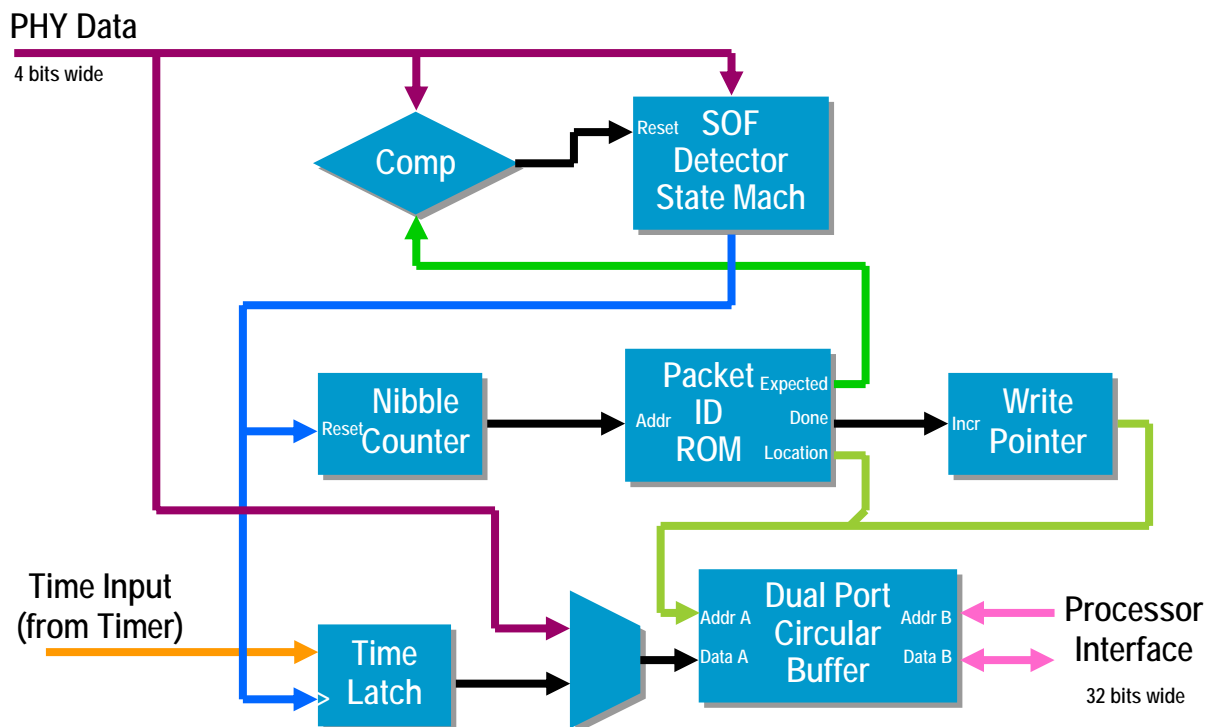 PHY Data
4 bits wide
Reset
SOF
Detector
State Mach
Comp
Nibble
Counter
Reset
Packet
ID
ROM
Addr
Expected
Done
Location
Write
Pointer
Incr
Time Input
(from Timer)
Time
Latch
>
Dual Port
Circular
Buffer
Addr A
Data A
Addr B
Data B
Processor
Interface
32 bits wide